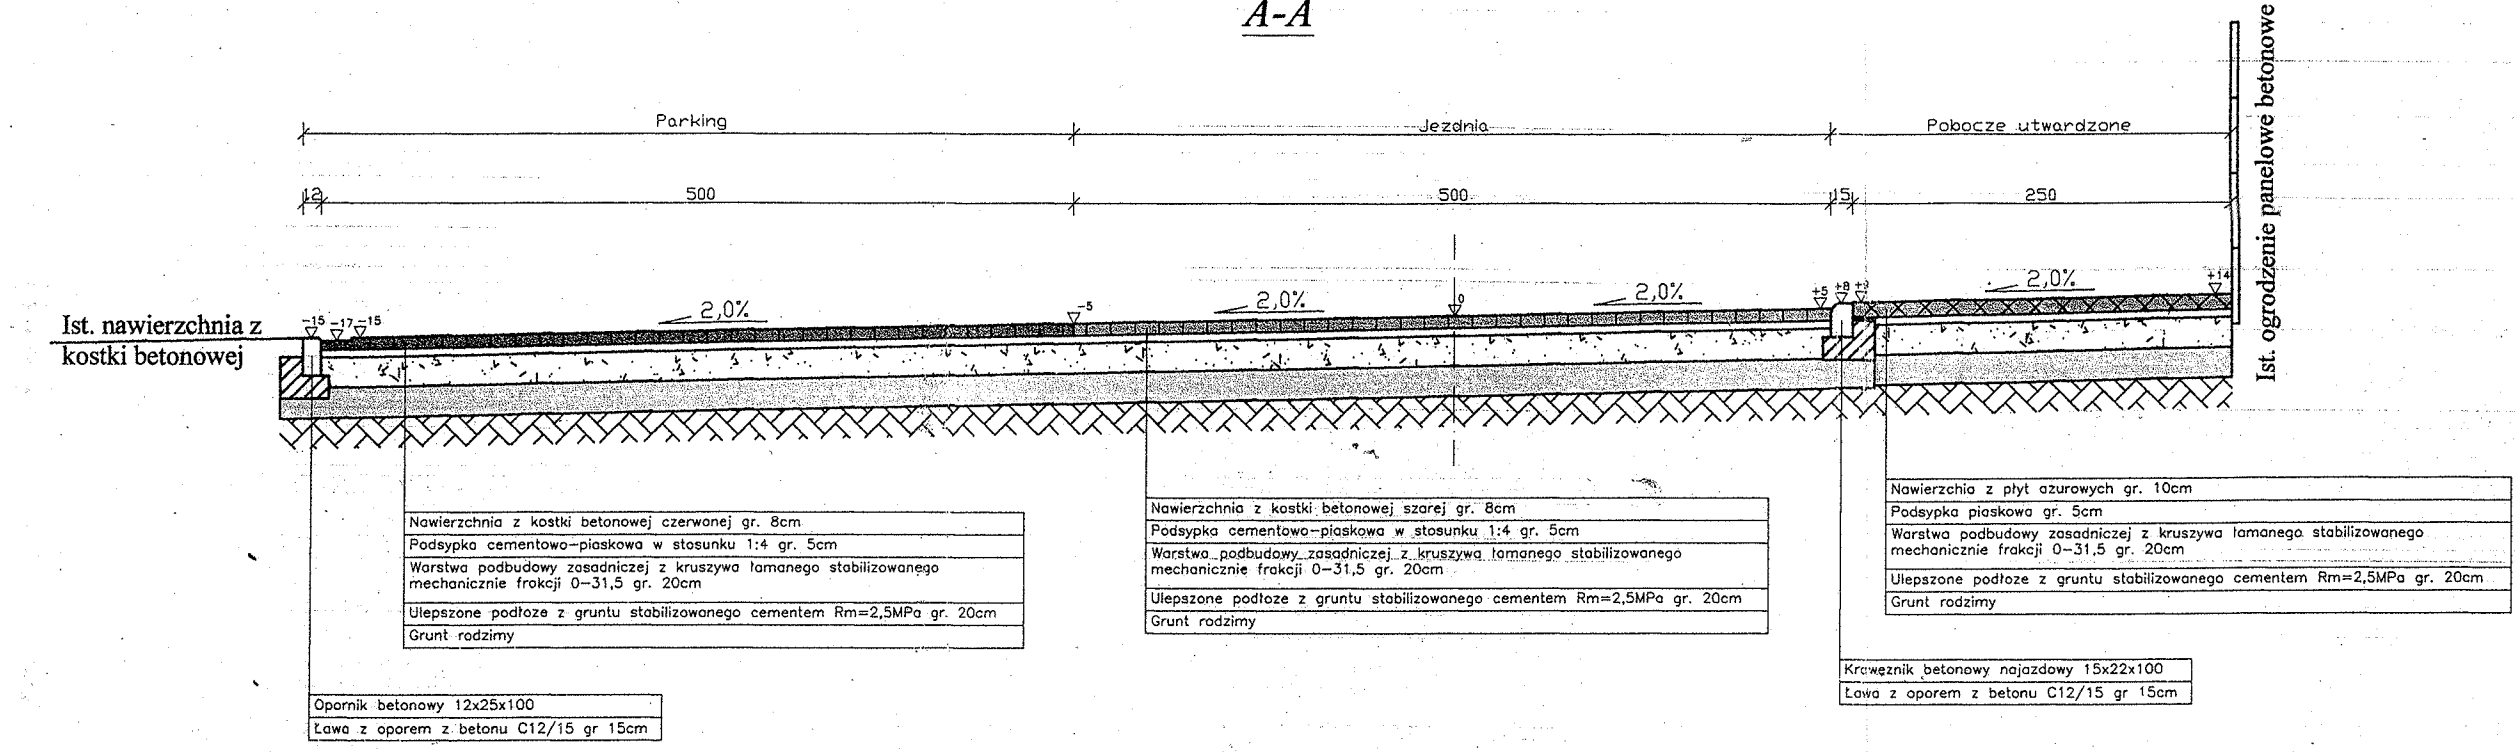 A-A
Parking
Jezdnia
Pobocze utwardzone
12
500
500
15
250
Ist. ogrodzenie panelowe betonowe
2,0%
2,0%
2,0%
2,0%
-15
-17
-15
-5
0
+5
+8
+14
Ist. nawierzchnia z
kostki betonowej
Nawierzchnia z kostki betonowej czerwonej gr. 8cm
Podsypka cementowo-piaskowa w stosunku 1:4 gr. 5cm
Warstwa podbudowy zasadniczej z kruszywa łamanego stabilizowanego
mechanicznie frakcji 0-31,5 gr. 20cm
Ulepszone podłoże z gruntu stabilizowanego cementem Rm=2,5MPa gr. 20cm
Grunt rodzimy
Nawierzchnia z kostki betonowej szarej gr. 8cm
Podsypka cementowo-piaskowa w stosunku 1:4 gr. 5cm
Warstwa podbudowy zasadniczej z kruszywa łamanego stabilizowanego
mechanicznie frakcji 0-31,5 gr. 20cm
Ulepszone podłoże z gruntu stabilizowanego cementem Rm=2,5MPa gr. 20cm
Grunt rodzimy
Nawierzchia z płyt ażurowych gr. 10cm
Podsypka piaskowa gr. 5cm
Warstwa podbudowy zasadniczej z kruszywa łamanego stabilizowanego
mechanicznie frakcji 0-31,5 gr. 20cm
Ulepszone podłoże z gruntu stabilizowanego cementem Rm=2,5MPa gr. 20cm
Grunt rodzimy
Krawężnik betonowy najazdowy 15x22x100
Ława z oporem z betonu C12/15 gr 15cm
Opornik betonowy 12x25x100
Ława z oporem z betonu C12/15 gr 15cm